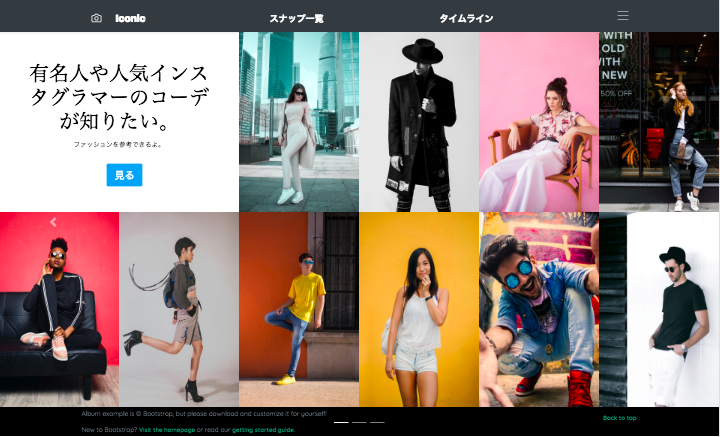 Iconic
スナップ一覧
タイムライン
有名人や人気インス
タグラマーのコーデ
が知りたい。
ファッションを参考できるよ。
見る
WITH
OLD
WITH
NEW
50% OFF
Album example is © Bootstrap, but please download and customize it for yourself!
Back to top
New to Bootstrap? Visit the homepage or read our getting started guide.